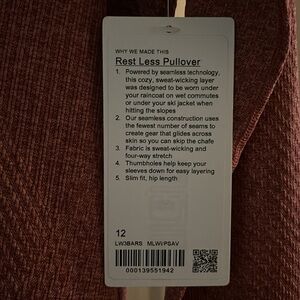 WHY WE MADE THIS
Rest Less Pullover
1. Powered by seamless technology,
this cozy, sweat-wicking layer
was designed to be worn under
your raincoat on wet commutes
or under your ski jacket when
hitting the slopes
2. Our seamless construction uses
the fewest number of seams to
create gear that glides across
skin so you can stay comfortable
3. Fabric is sweat-wicking and
four-way stretch
4. Thumbholes help keep your
sleeves down for easy layering
5. Slim fit, hip length
12
LW3BARS MLWI/PSAV
000139551942